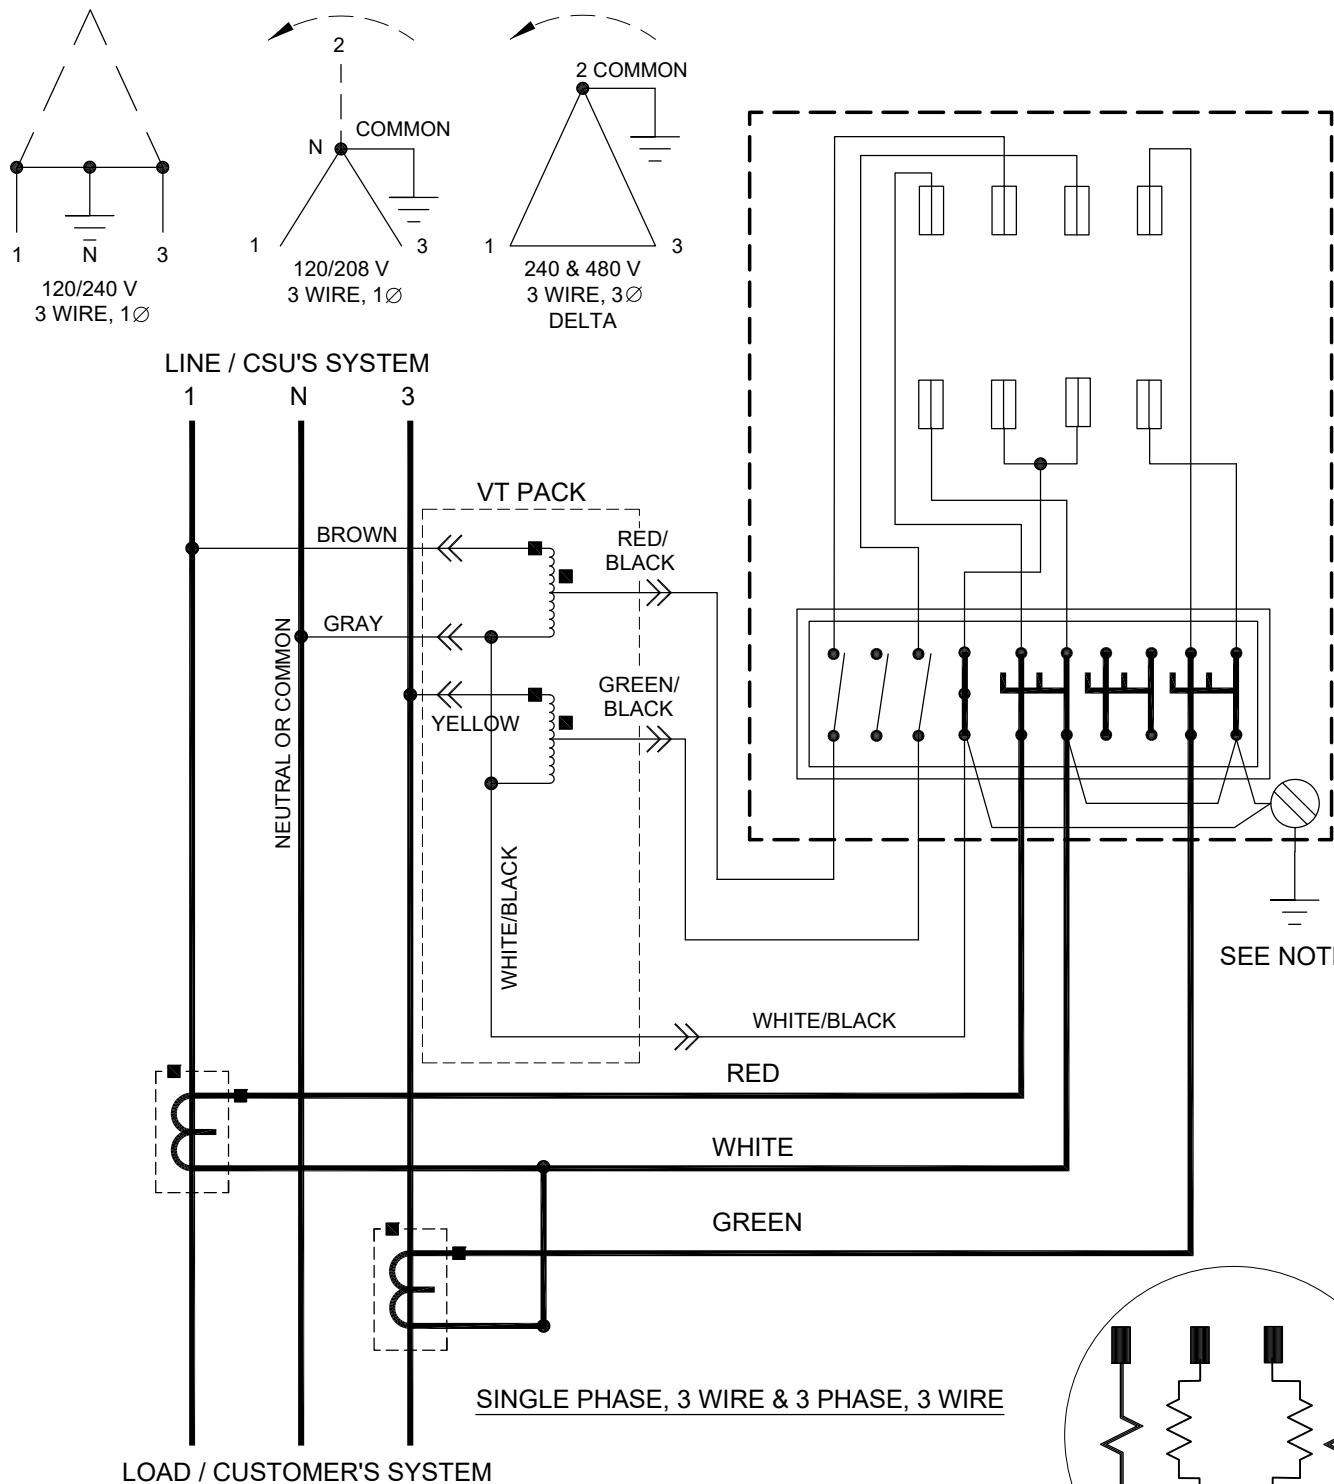 2
2 COMMON
COMMON
N
1
N
3
1
3
1
3
120/240 V
3 WIRE, 1∅
120/208 V
3 WIRE, 1∅
240 & 480 V
3 WIRE, 3∅
DELTA
LINE / CSU'S SYSTEM
1
N
3
VT PACK
BROWN
RED/
BLACK
GRAY
NEUTRAL OR COMMON
GREEN/
BLACK
YELLOW
WHITE/BLACK
SEE NOT
WHITE/BLACK
RED
WHITE
GREEN
SINGLE PHASE, 3 WIRE & 3 PHASE, 3 WIRE
LOAD / CUSTOMER'S SYSTEM